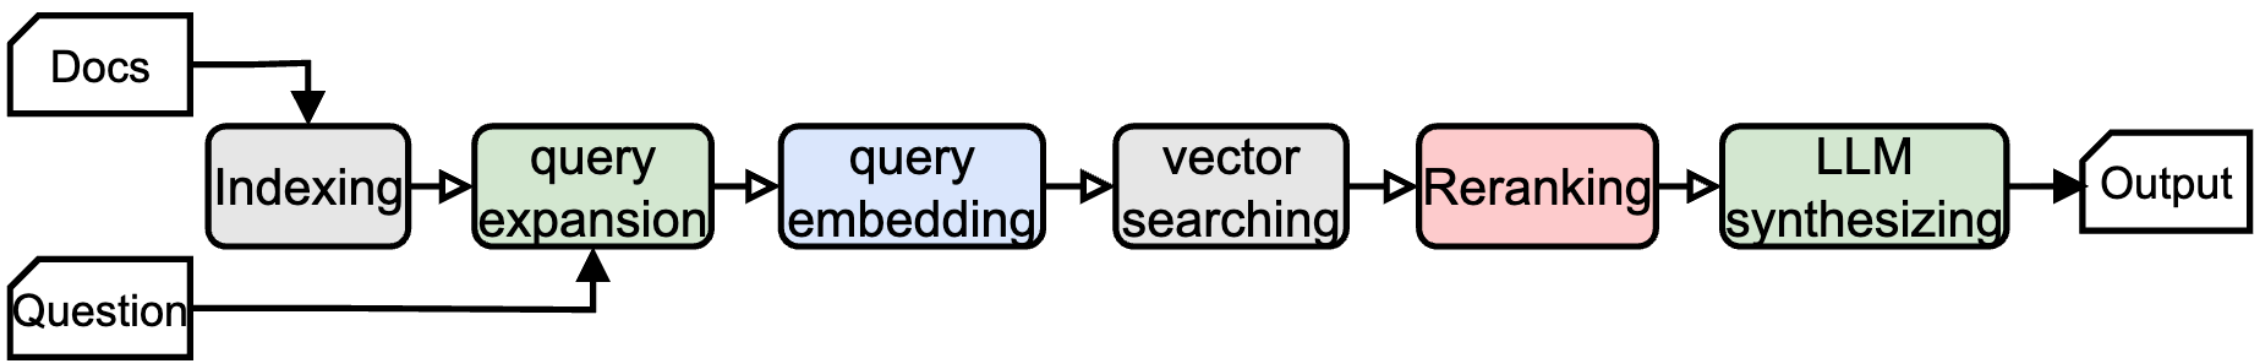 Docs
Indexing
query
expansion
query
embedding
vector
searching
Reranking
LLM
synthesizing
Output
Question